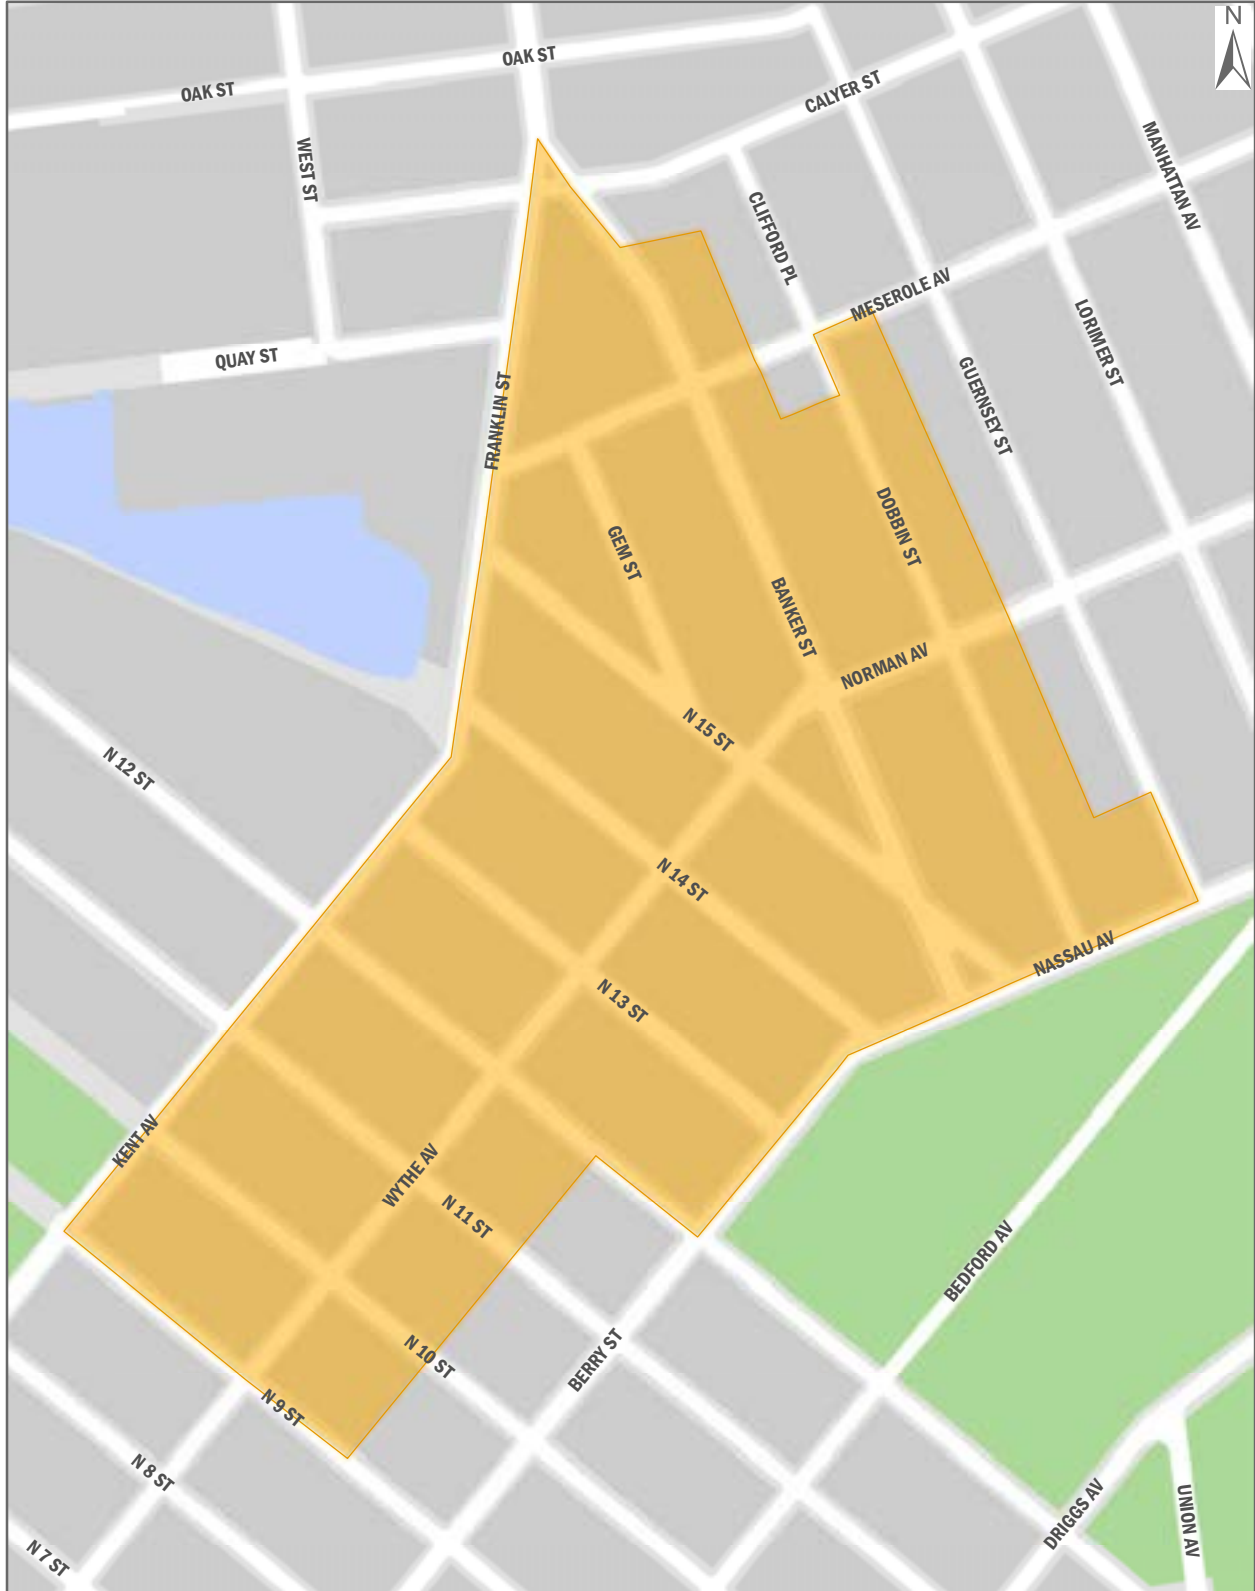 N
OAK ST
OAK ST
CALYER ST
WEST ST
MANHATTAN AV
CLIFFORD PL
MESEROLE AV
LORIMER ST
QUAY ST
FRANKLIN ST
GUERNSEY ST
DOBBIN ST
GEM ST
BANKER ST
NORMAN AV
N 15 ST
N 12 ST
N 14 ST
NASSAU AV
N 13 ST
KENT AV
WYTHE AV
N 11 ST
BEDFORD AV
N 10 ST
BERRY ST
N 9 ST
N 8 ST
DRIGGS AV
UNION AV
N 7 ST